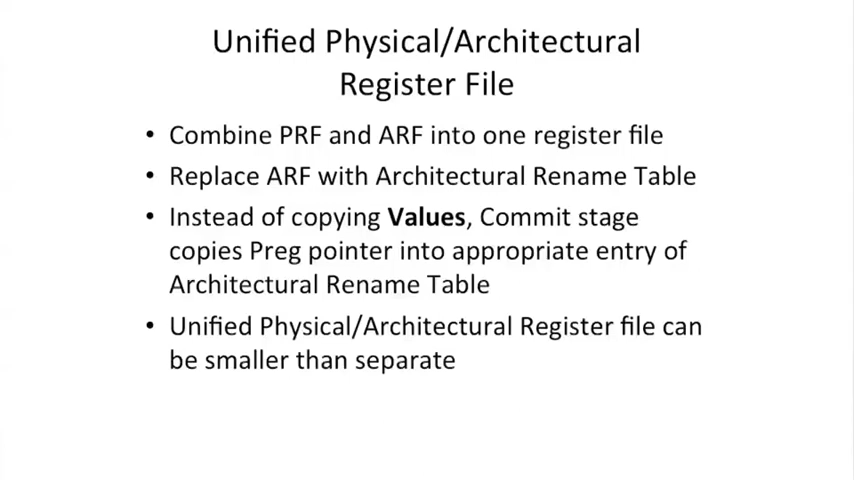 Unified Physical/Architectural
Register File
• Combine PRF and ARF into one register file
• Replace ARF with Architectural Rename Table
• Instead of copying Values, Commit stage
copies Preg pointer into appropriate entry of
Architectural Rename Table
• Unified Physical/Architectural Register file can
be smaller than separate